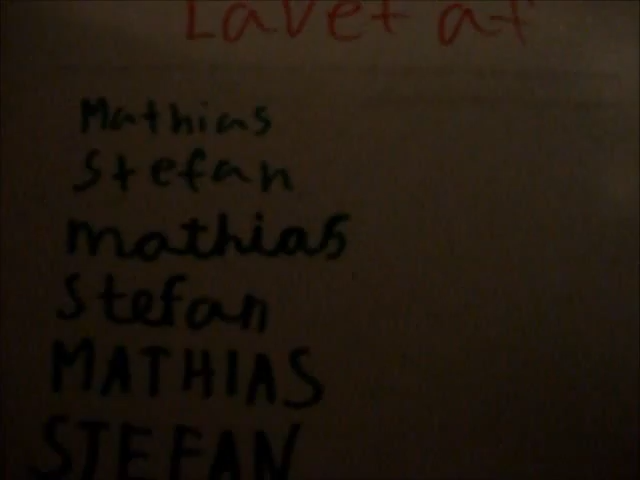 Lavet af
Mathias
Stefan
mathias
Stefan
MATHIAS
STEFAN